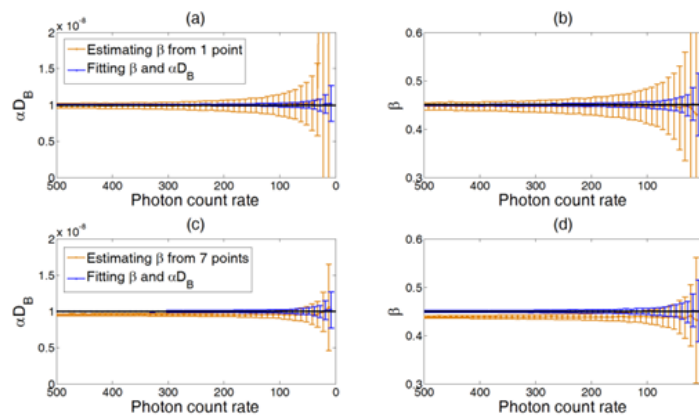 (a)
x 10⁻⁸
2
1.5
1
0.5
0
αD_B
Estimating β from 1 point
Fitting β and αD_B
500 400 300 200 100 0
Photon count rate
(b)
0.6
0.5
0.4
0.3
β
500 400 300 200 100
Photon count rate
(c)
x 10⁻⁸
2
1.5
1
0.5
0
αD_B
Estimating β from 7 points
Fitting β and αD_B
500 400 300 200 100 0
Photon count rate
(d)
0.6
0.5
0.4
0.3
β
500 400 300 200 100
Photon count rate